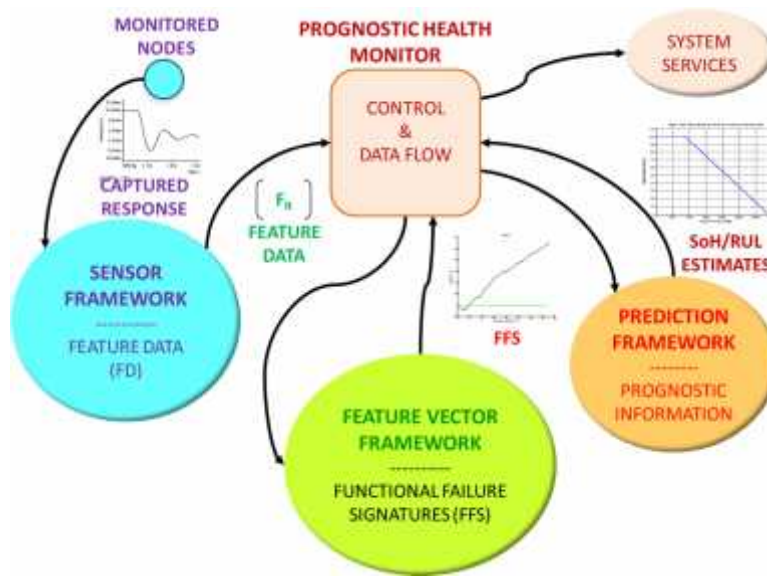 MONITORED
NODES
PROGNOSTIC HEALTH
MONITOR
SYSTEM
SERVICES
CONTROL
&
DATA FLOW
CAPTURED
RESPONSE
FEATURE
DATA
SoH/RUL
ESTIMATES
SENSOR
FRAMEWORK
-----------
FEATURE DATA
(FD)
FFS
PREDICTION
FRAMEWORK
--------
PROGNOSTIC
INFORMATION
FEATURE VECTOR
FRAMEWORK
-----------
FUNCTIONAL FAILURE
SIGNATURES (FFS)